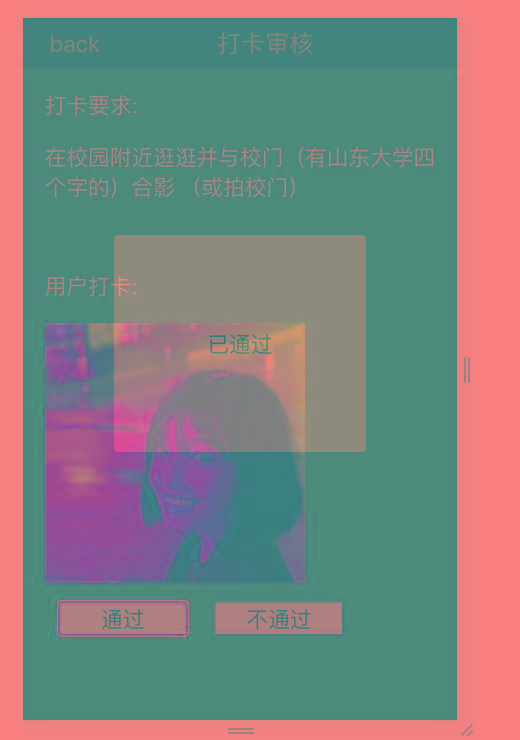 back 打卡审核
打卡要求:
在校园附近逛逛并与校门（有山东大学四
个字的）合影 （或拍校门）
用户打卡:
已通过
通过 不通过